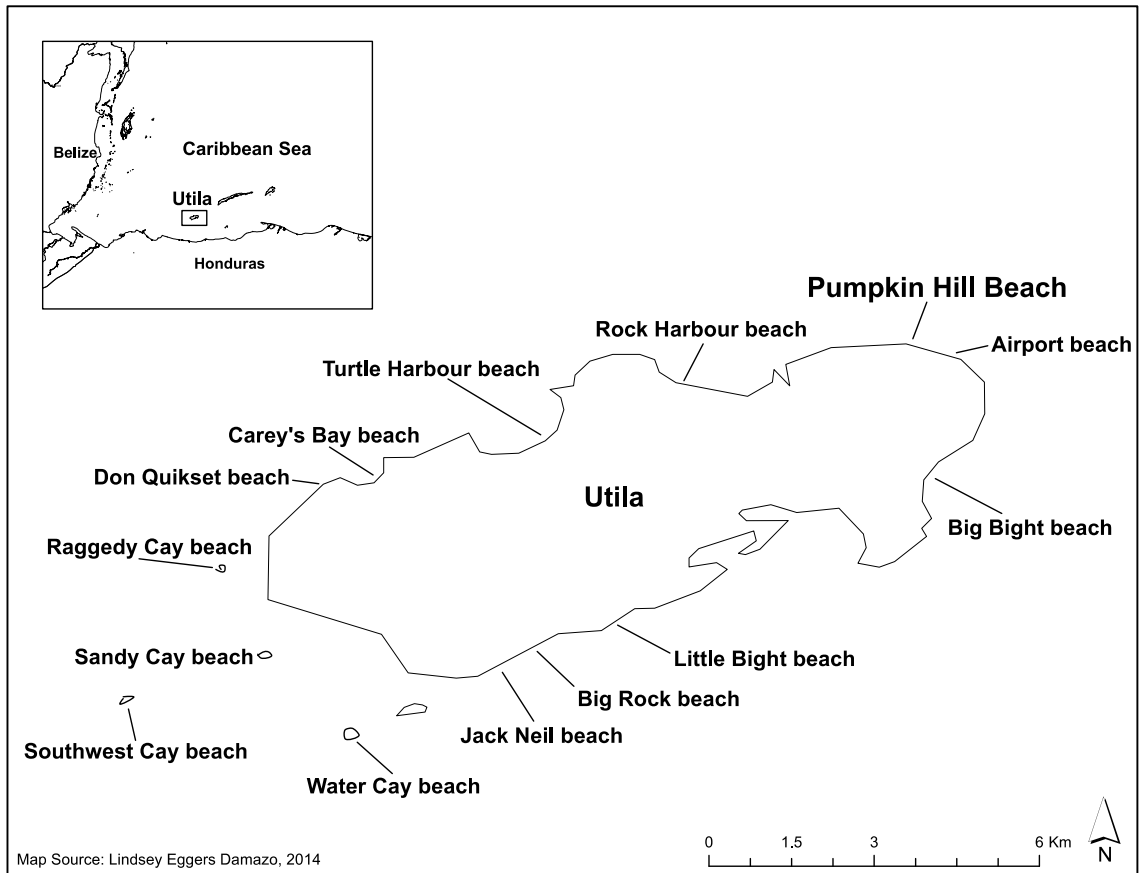 Belize
Caribbean Sea
Utila
Honduras
Pumpkin Hill Beach
Rock Harbour beach
Airport beach
Turtle Harbour beach
Carey's Bay beach
Don Quikset beach
Utila
Big Bight beach
Raggedy Cay beach
Sandy Cay beach
Little Bight beach
Big Rock beach
Jack Neil beach
Southwest Cay beach
Water Cay beach
0 1.5 3 6 Km
N
Map Source: Lindsey Eggers Damazo, 2014